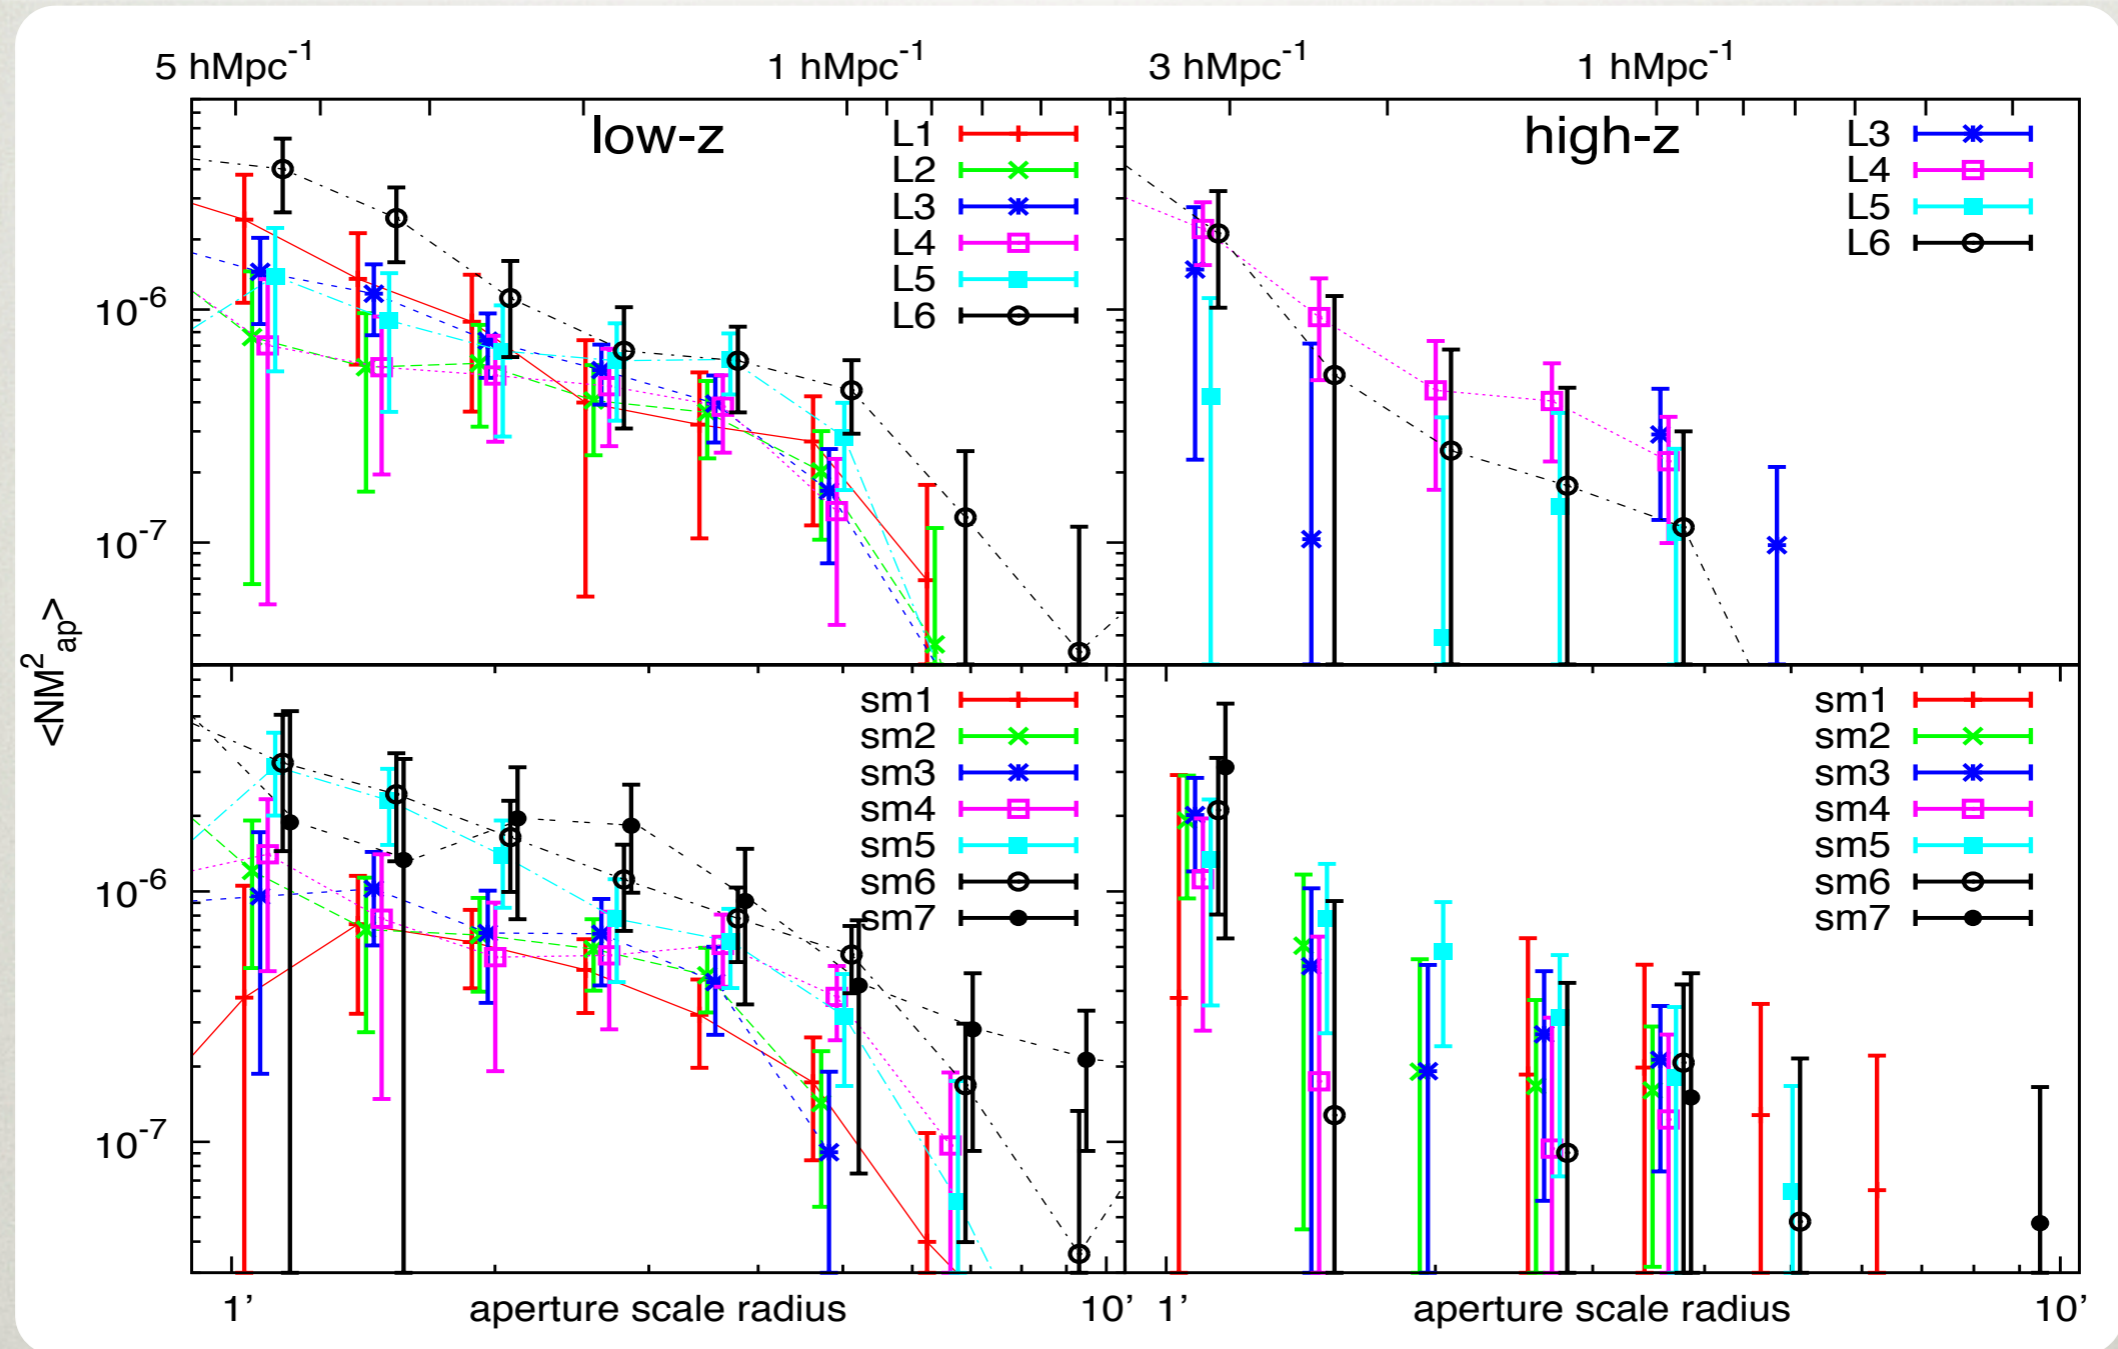 5 hMpc⁻¹ 1 hMpc⁻¹ 3 hMpc⁻¹ 1 hMpc⁻¹
low-z
L1
L2
L3
L4
L5
L6
high-z
L3
L4
L5
L6
10⁻⁶
10⁻⁷
<NM²ap>
sm1
sm2
sm3
sm4
sm5
sm6
sm7
sm1
sm2
sm3
sm4
sm5
sm6
sm7
10⁻⁶
10⁻⁷
1’ aperture scale radius 10’ 1’ aperture scale radius 10’